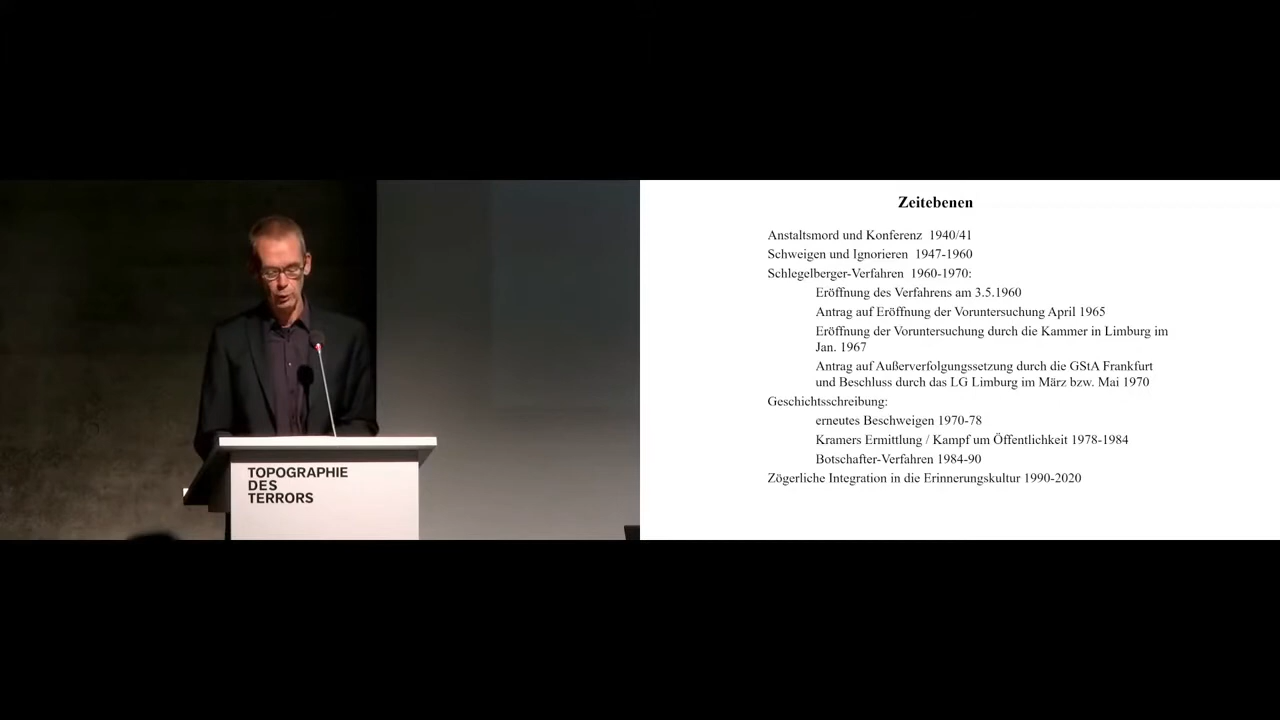 TOPOGRAPHIE
DES
TERRORS
Zeitebenen
Anstaltsmord und Konferenz 1940/41
Schweigen und Ignorieren 1947-1960
Schlegelberger-Verfahren 1960-1970:
Eröffnung des Verfahrens am 3.5.1960
Antrag auf Eröffnung der Voruntersuchung April 1965
Eröffnung der Voruntersuchung durch die Kammer in Limburg im
Jan. 1967
Antrag auf Außerverfolgungssetzung durch die GStA Frankfurt
und Beschluss durch das LG Limburg im März bzw. Mai 1970
Geschichtsschreibung:
erneutes Beschweigen 1970-78
Kramers Ermittlung / Kampf um Öffentlichkeit 1978-1984
Botschafter-Verfahren 1984-90
Zögerliche Integration in die Erinnerungskultur 1990-2020